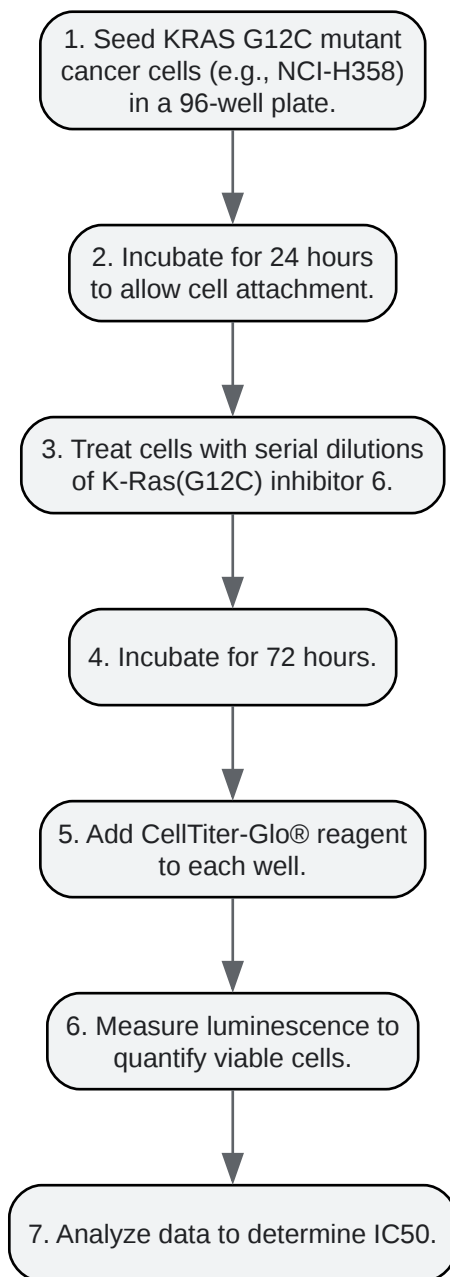 1. Seed KRAS G12C mutant
cancer cells (e.g., NCI-H358)
in a 96-well plate.
2. Incubate for 24 hours
to allow cell attachment.
3. Treat cells with serial dilutions
of K-Ras(G12C) inhibitor 6.
4. Incubate for 72 hours.
5. Add CellTiter-Glo® reagent
to each well.
6. Measure luminescence to
quantify viable cells.
7. Analyze data to determine IC50.